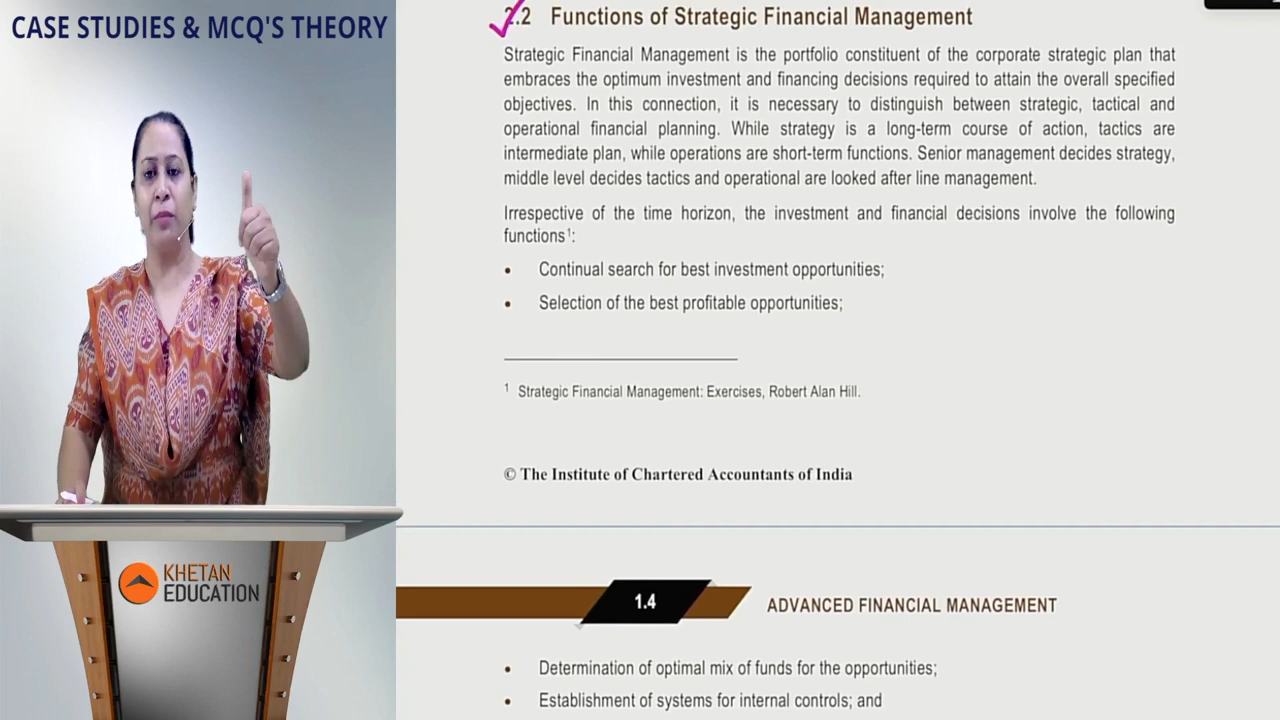 CASE STUDIES & MCQ'S THEORY
2.2 Functions of Strategic Financial Management
Strategic Financial Management is the portfolio constituent of the corporate strategic plan that
embraces the optimum investment and financing decisions required to attain the overall specified
objectives. In this connection, it is necessary to distinguish between strategic, tactical and
operational financial planning. While strategy is a long-term course of action, tactics are
intermediate plan, while operations are short-term functions. Senior management decides strategy,
middle level decides tactics and operational are looked after line management.
Irrespective of the time horizon, the investment and financial decisions involve the following
functions¹:
• Continual search for best investment opportunities;
• Selection of the best profitable opportunities;
¹ Strategic Financial Management: Exercises, Robert Alan Hill.
© The Institute of Chartered Accountants of India
1.4 ADVANCED FINANCIAL MANAGEMENT
• Determination of optimal mix of funds for the opportunities;
• Establishment of systems for internal controls; and
KHETAN
EDUCATION